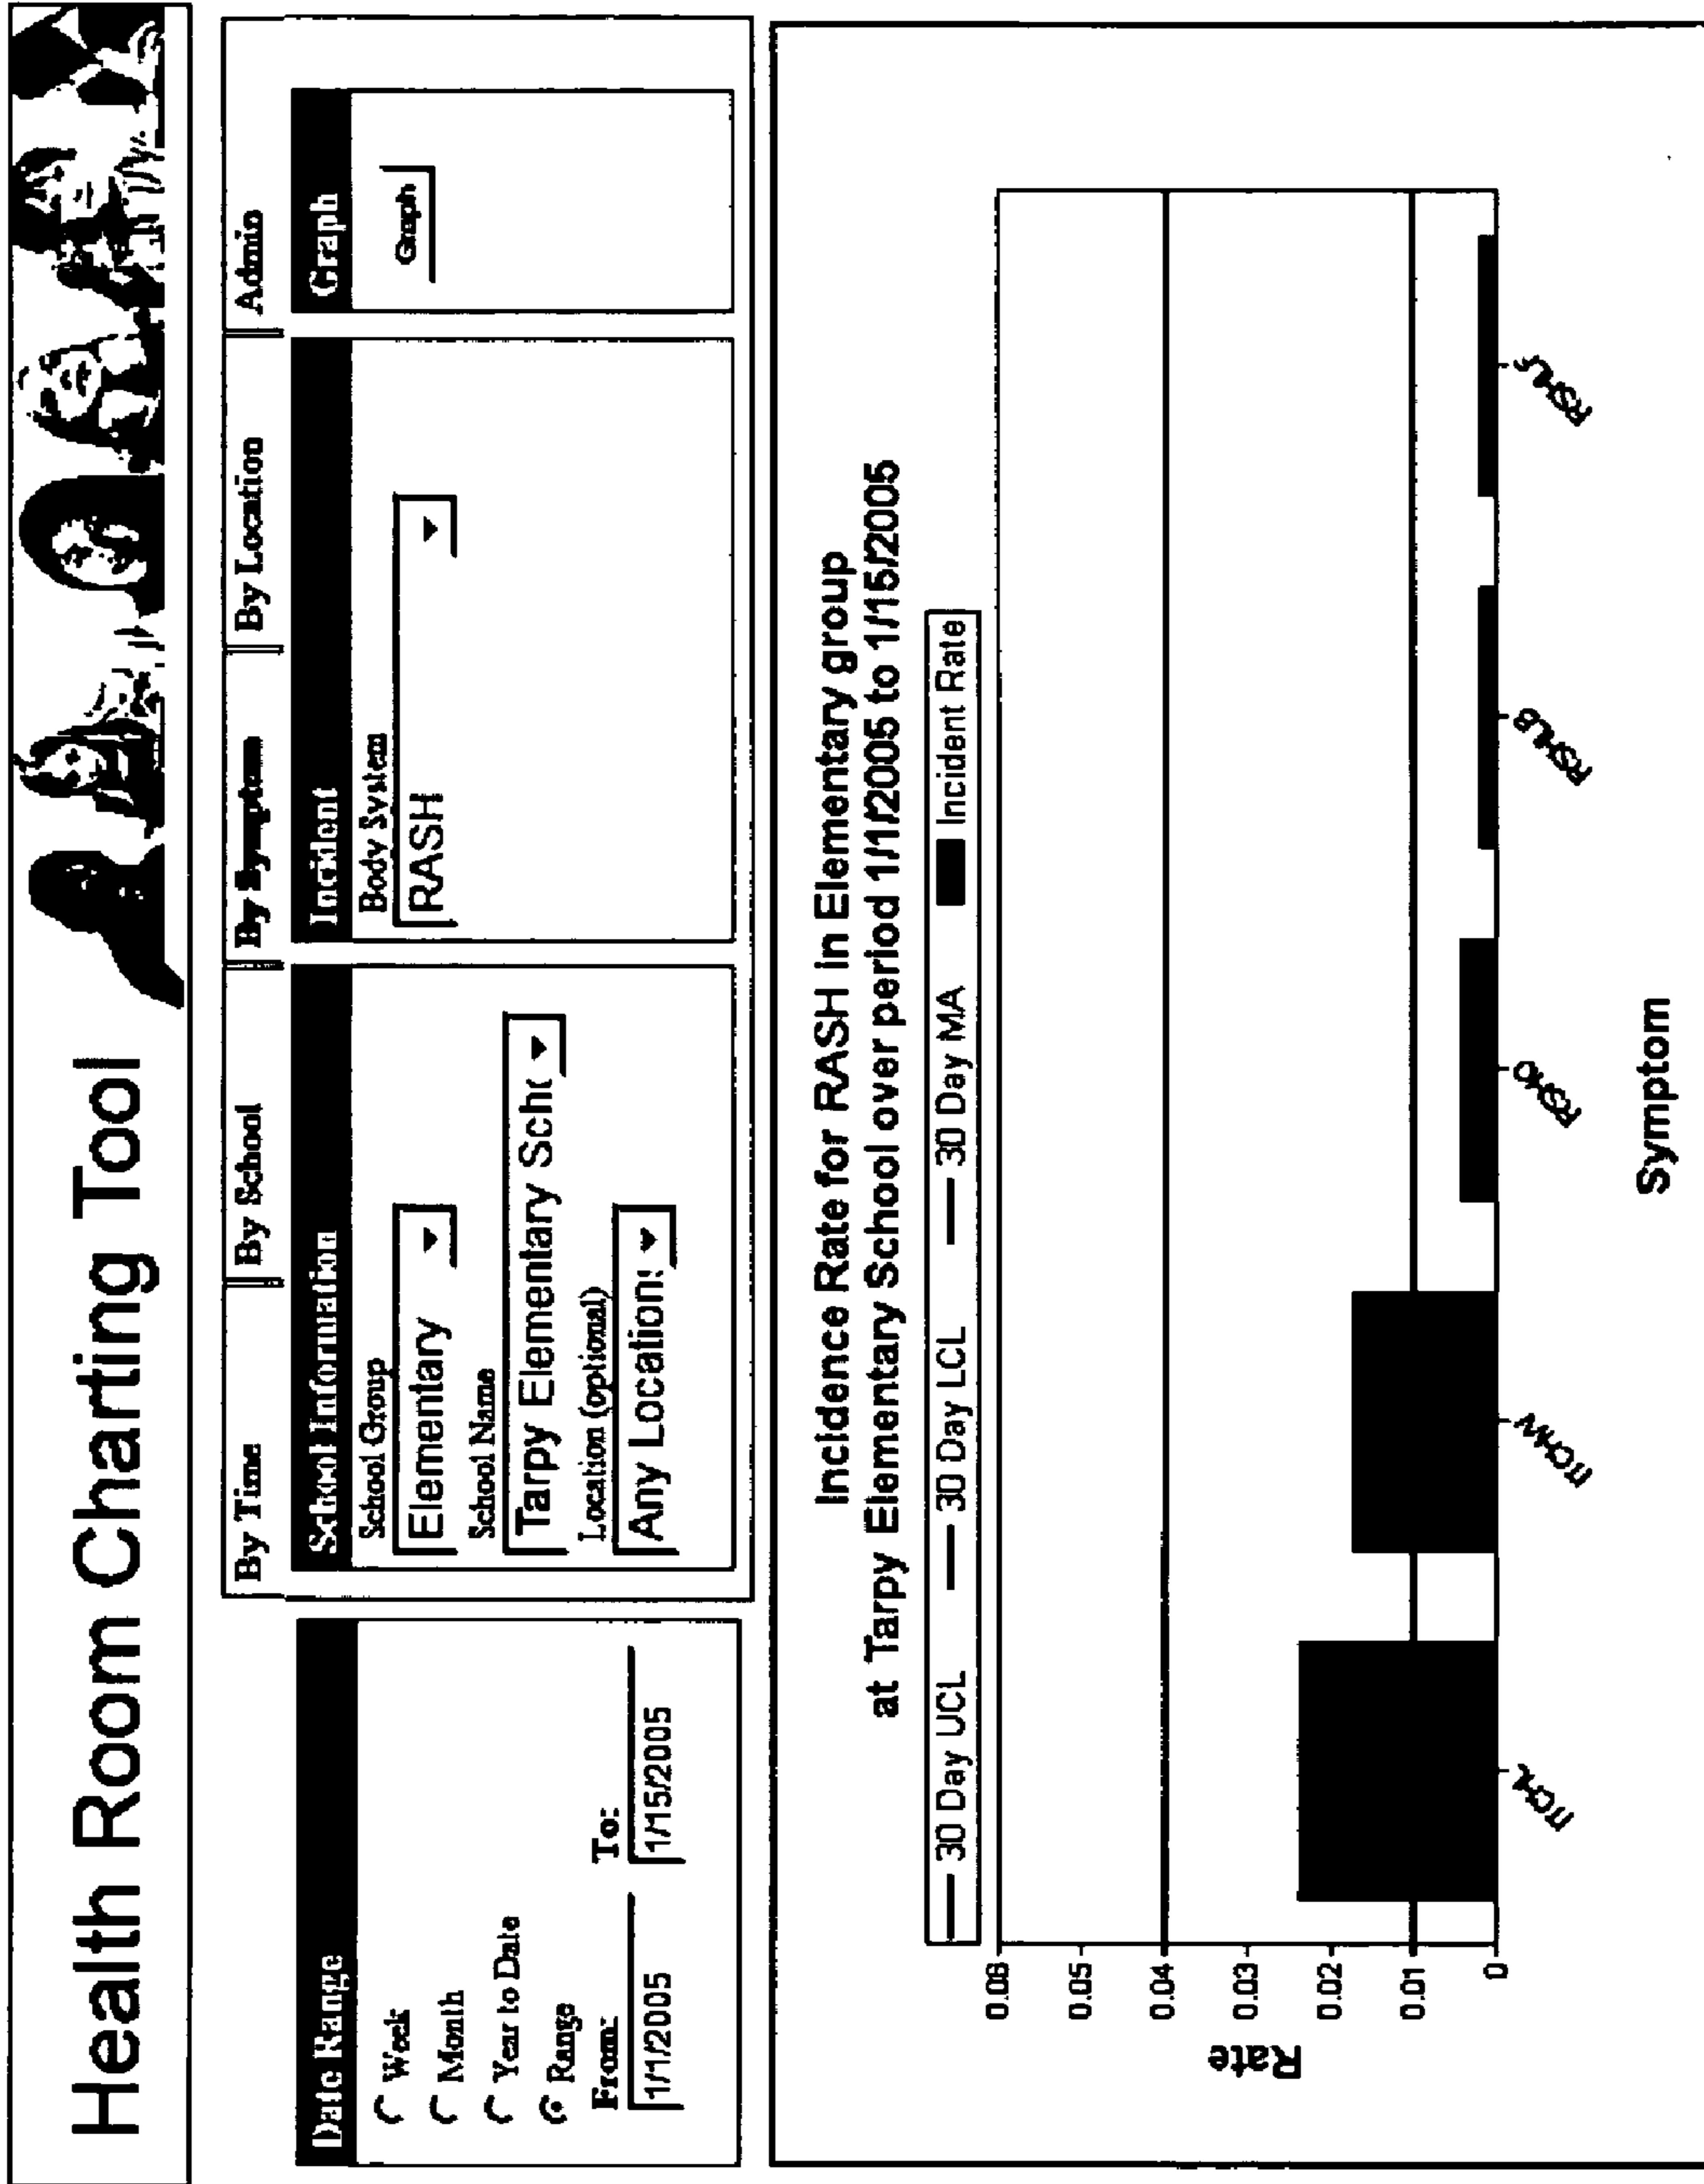 Health Room Charting Tool
By Time
By School
By Symptom
By Location
Admin
Date Range
Week
Month
Year to Date
Range
From:
To:
1/1/2005
1/15/2005
School Information
School Group
Elementary
School Name
Tarpy Elementary Sch
Location (optional)
Any Location
Incident
Body System
RASH
Graph
Graph
Incidence Rate for RASH in Elementary group
at Tarpy Elementary School over period 1/1/2005 to 1/15/2005
30 Day UCL
30 Day LCL
30 Day MA
Incident Rate
Rate
0.06
0.05
0.04
0.03
0.02
0.01
0
Symptom